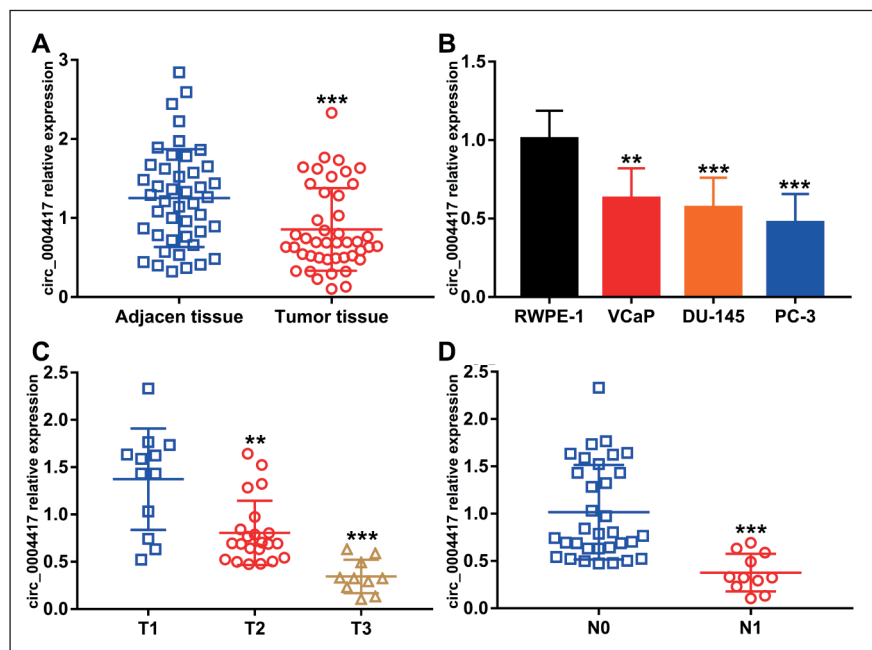 A
circ_0004417 relative expression
3
2
1
0
***
Adjacen tissue
Tumor tissue
B
circ_0004417 relative expression
1.5
1.0
0.5
0.0
**
***
***
RWPE-1
VCaP
DU-145
PC-3
C
circ_0004417 relative expression
2.5
2.0
1.5
1.0
0.5
0.0
**
***
T1
T2
T3
D
circ_0004417 relative expression
2.5
2.0
1.5
1.0
0.5
0.0
***
N0
N1